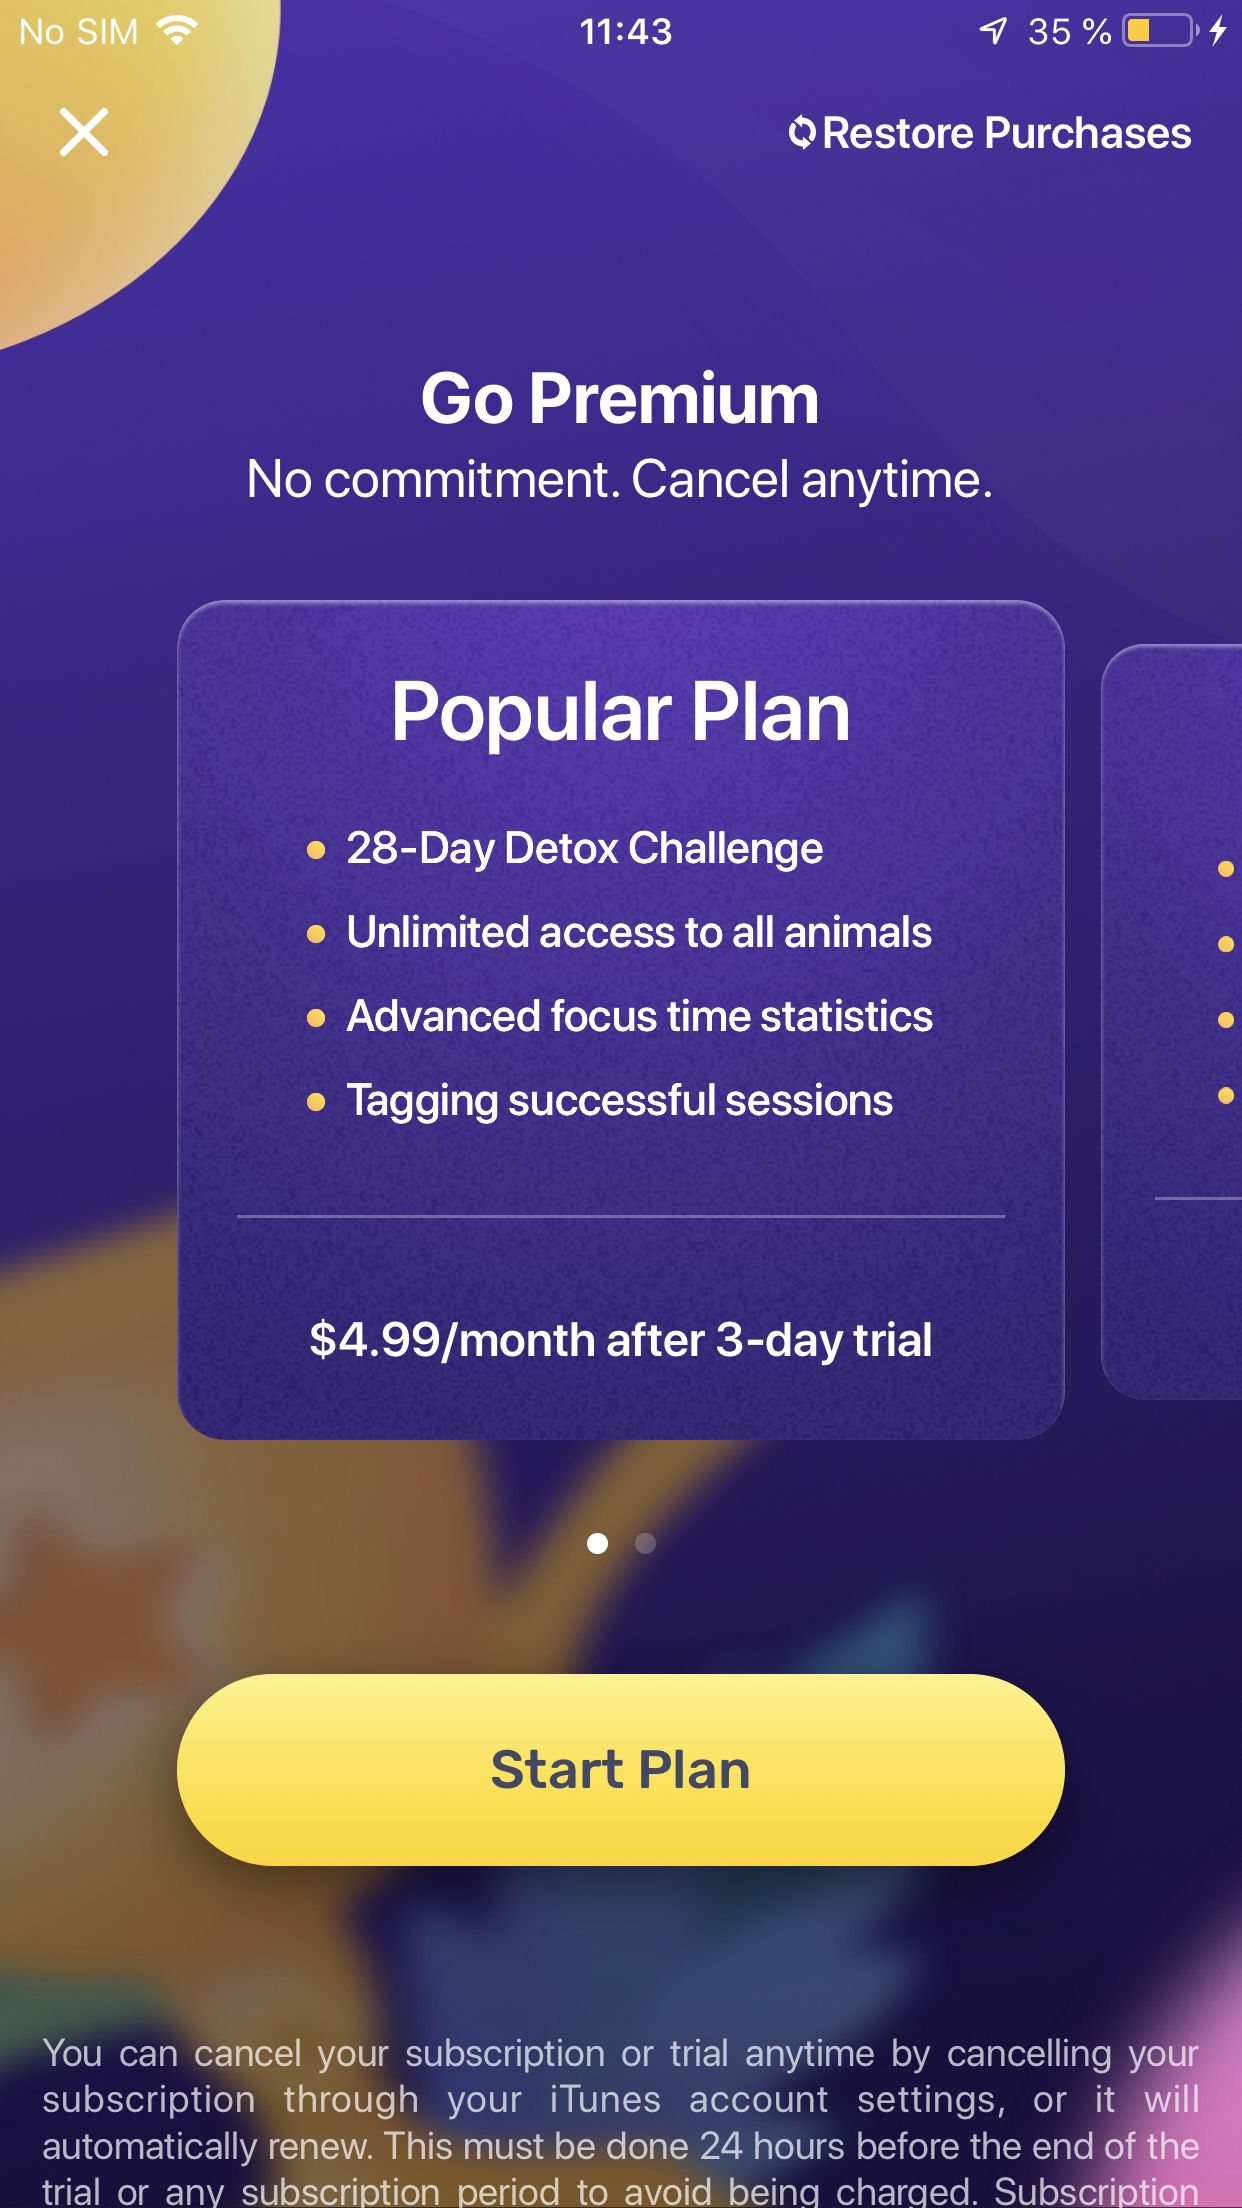 No SIM 11:43 35 %
Restore Purchases
Go Premium
No commitment. Cancel anytime.
Popular Plan
28-Day Detox Challenge
Unlimited access to all animals
Advanced focus time statistics
Tagging successful sessions
$4.99/month after 3-day trial
Start Plan
You can cancel your subscription or trial anytime by cancelling your
subscription through your iTunes account settings, or it will
automatically renew. This must be done 24 hours before the end of the
trial or any subscription period to avoid being charged. Subscription